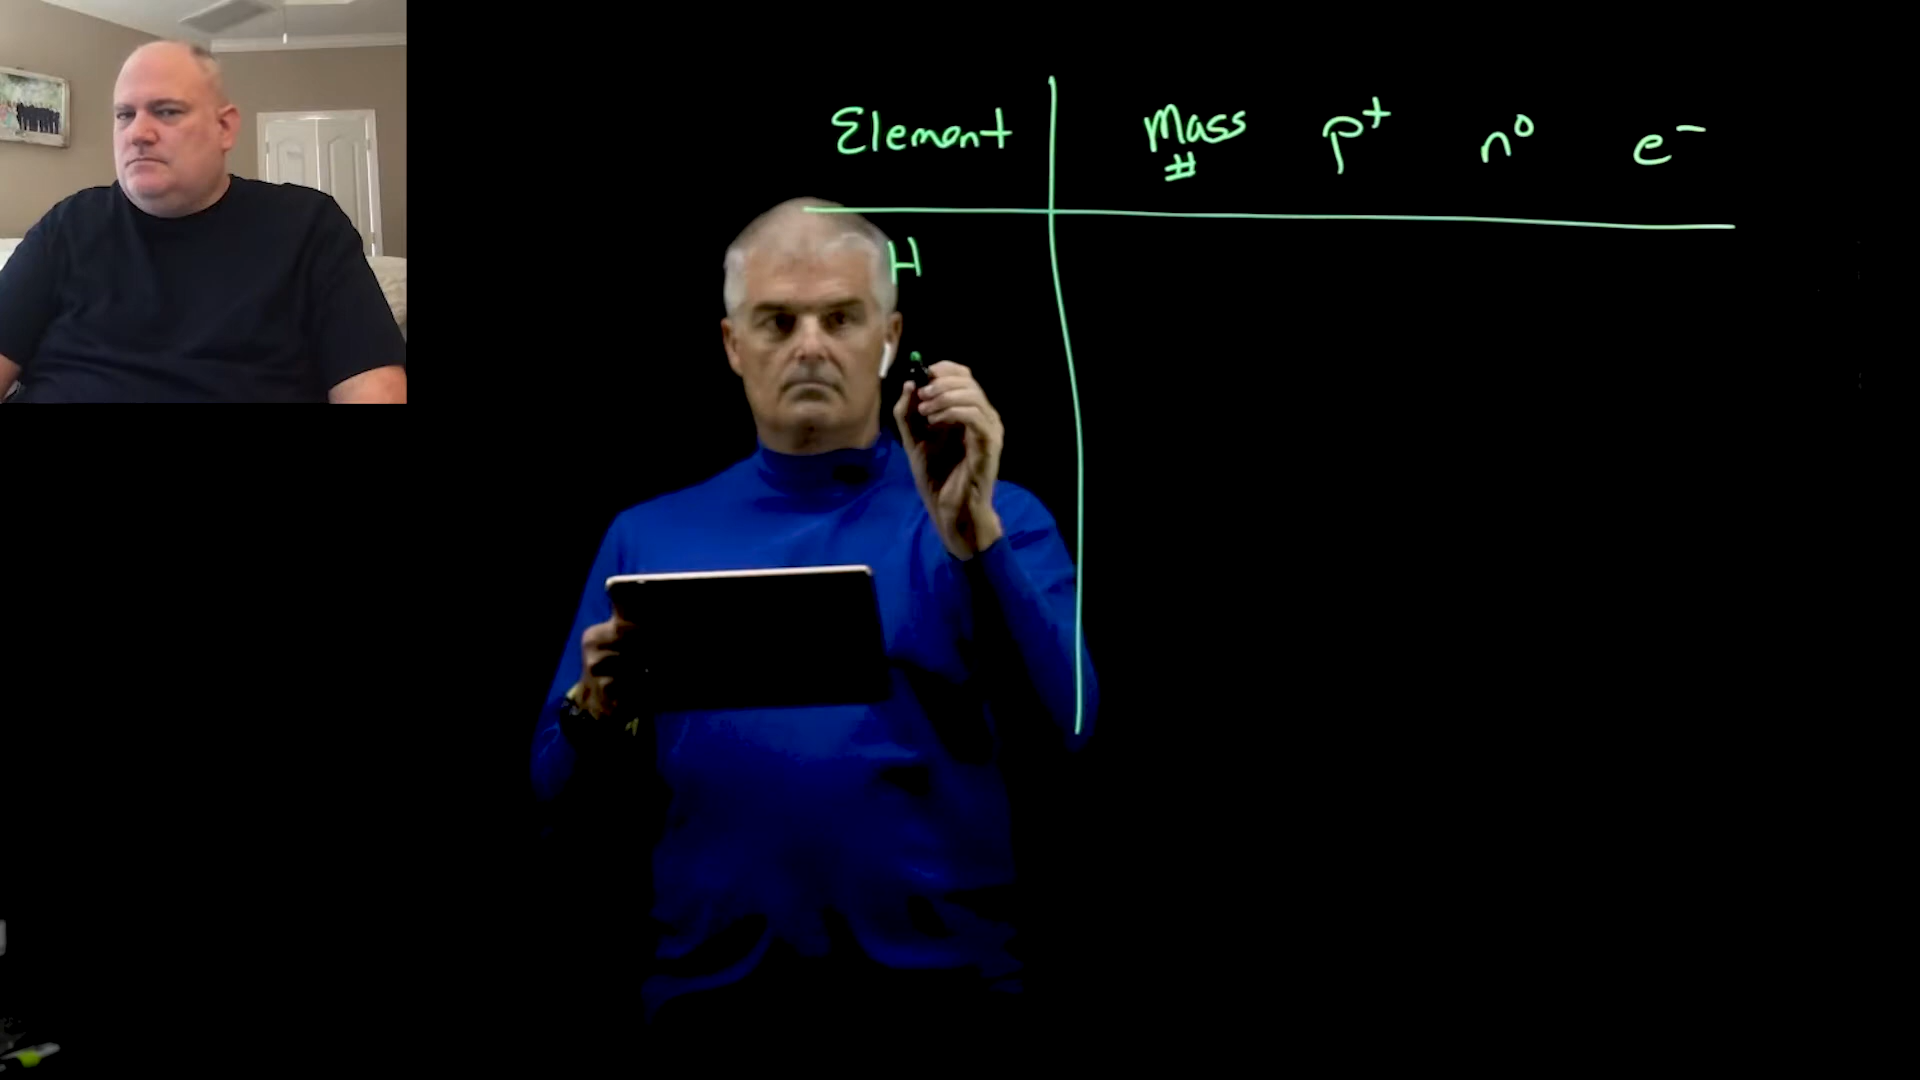 Element Mass # p⁺ n⁰ e⁻
H